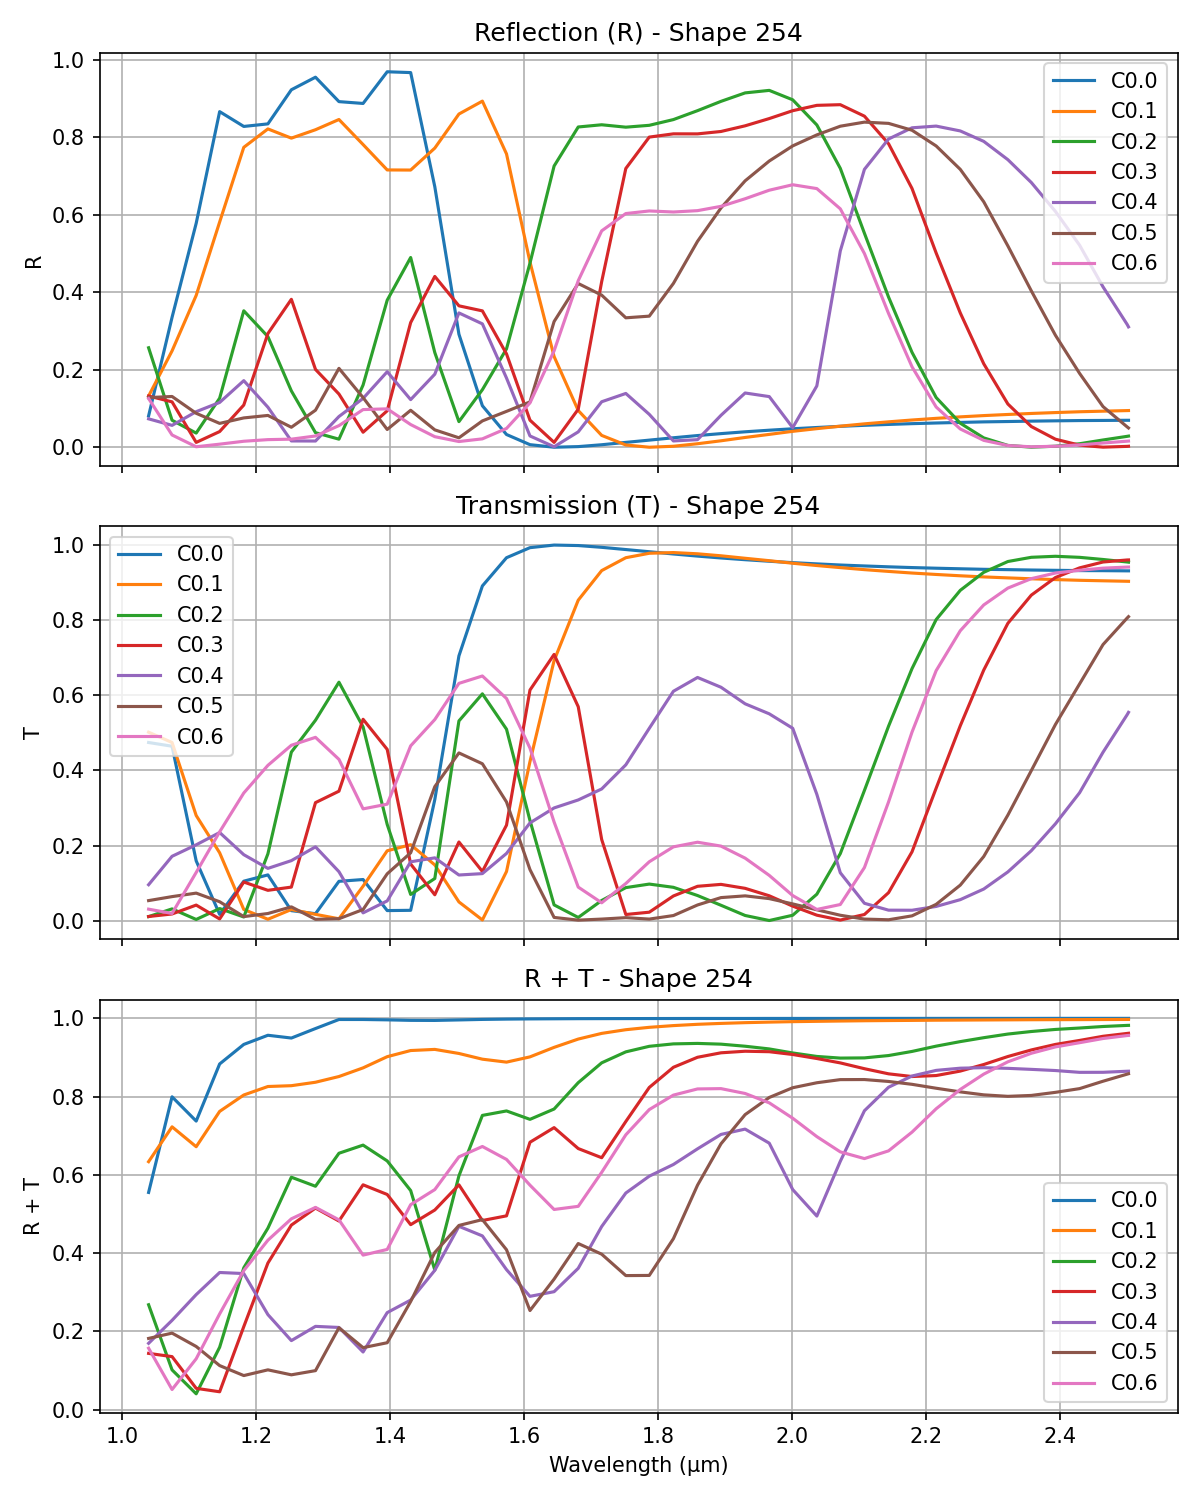 Reflection (R) - Shape 254
1.0
0.8
0.6
0.4
0.2
0.0
R
C0.0
C0.1
C0.2
C0.3
C0.4
C0.5
C0.6
Transmission (T) - Shape 254
1.0
0.8
0.6
0.4
0.2
0.0
T
C0.0
C0.1
C0.2
C0.3
C0.4
C0.5
C0.6
R + T - Shape 254
1.0
0.8
0.6
0.4
0.2
0.0
R + T
C0.0
C0.1
C0.2
C0.3
C0.4
C0.5
C0.6
1.0 1.2 1.4 1.6 1.8 2.0 2.2 2.4
Wavelength (μm)